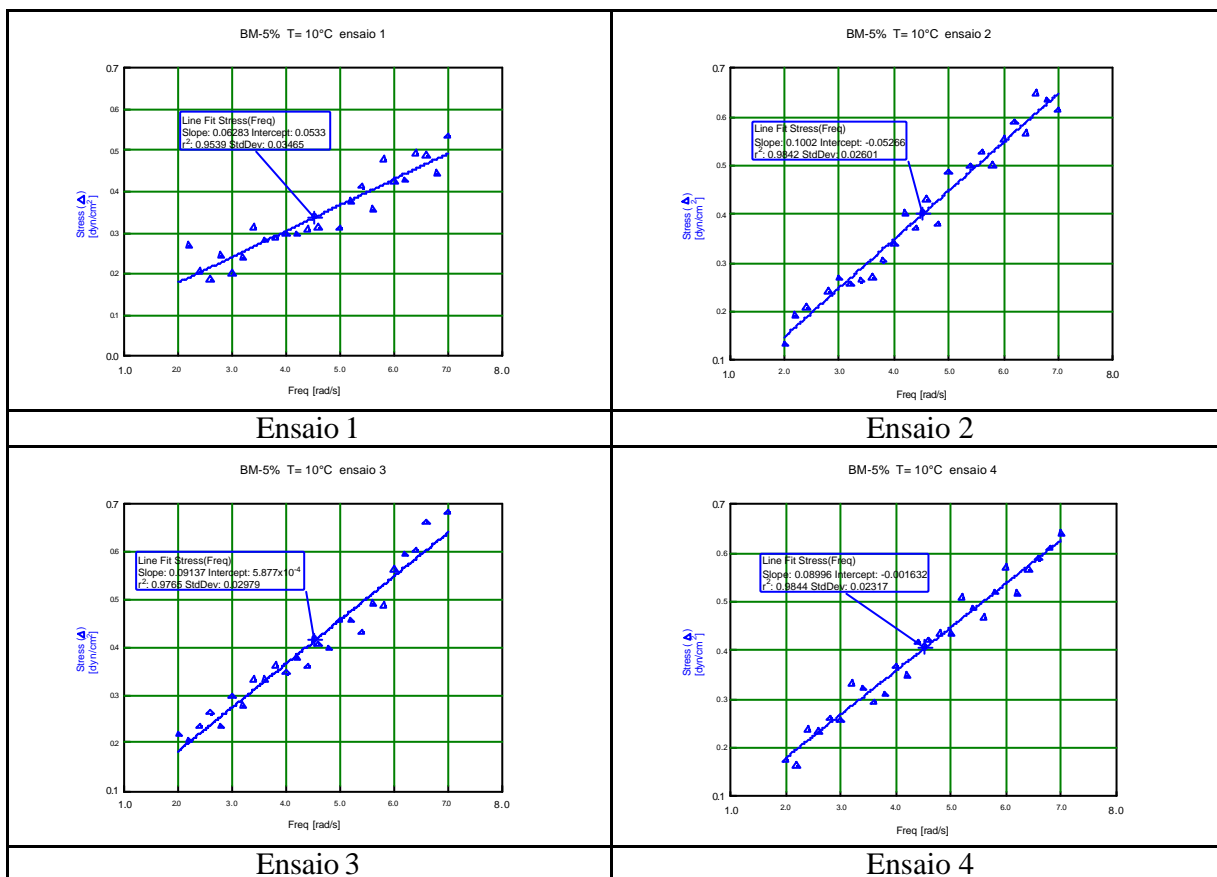 BM-5% T= 10°C ensaio 1
0.7
0.6
0.5
0.4
0.3
0.2
0.1
0.0
Stress (Δ)
[dyn/cm²]
Line Fit Stress(Freq)
Slope: 0.06283 Intercept: 0.0533
r²: 0.9539 StdDev: 0.03465
1.0 2.0 3.0 4.0 5.0 6.0 7.0 8.0
Freq [rad/s]
Ensaio 1
BM-5% T= 10°C ensaio 2
0.7
0.6
0.5
0.4
0.3
0.2
0.1
Stress (Δ)
[dyn/cm²]
Line Fit Stress(Freq)
Slope: 0.1002 Intercept: -0.05266
r²: 0.9842 StdDev: 0.02601
1.0 2.0 3.0 4.0 5.0 6.0 7.0 8.0
Freq [rad/s]
Ensaio 2
BM-5% T= 10°C ensaio 3
0.7
0.6
0.5
0.4
0.3
0.2
0.1
Stress (Δ)
[dyn/cm²]
Line Fit Stress(Freq)
Slope: 0.09137 Intercept: 5.877x10⁻⁴
r²: 0.9765 StdDev: 0.02979
1.0 2.0 3.0 4.0 5.0 6.0 7.0 8.0
Freq [rad/s]
Ensaio 3
BM-5% T= 10°C ensaio 4
0.7
0.6
0.5
0.4
0.3
0.2
0.1
Stress (Δ)
[dyn/cm²]
Line Fit Stress(Freq)
Slope: 0.08996 Intercept: -0.001632
r²: 0.9844 StdDev: 0.02317
1.0 2.0 3.0 4.0 5.0 6.0 7.0 8.0
Freq [rad/s]
Ensaio 4